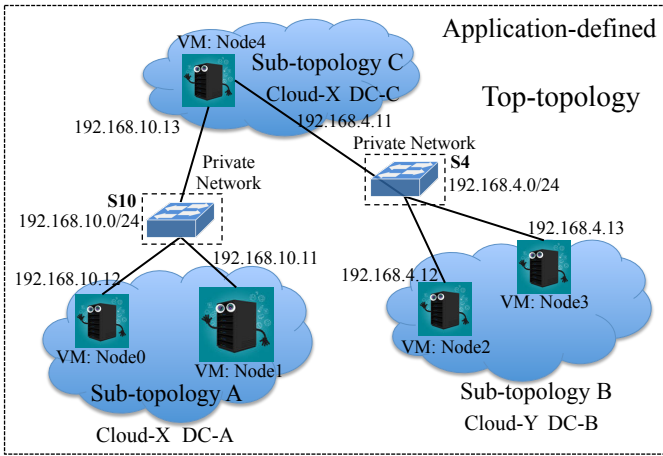 Application-defined
VM: Node4
Sub-topology C
Cloud-X DC-C
Top-topology
192.168.10.13
192.168.4.11
Private Network
S4
192.168.4.0/24
Private
Network
S10
192.168.10.0/24
192.168.4.13
192.168.10.11
192.168.10.12
192.168.4.12
VM: Node3
VM: Node2
VM: Node0
VM: Node1
Sub-topology A
Sub-topology B
Cloud-X DC-A
Cloud-Y DC-B